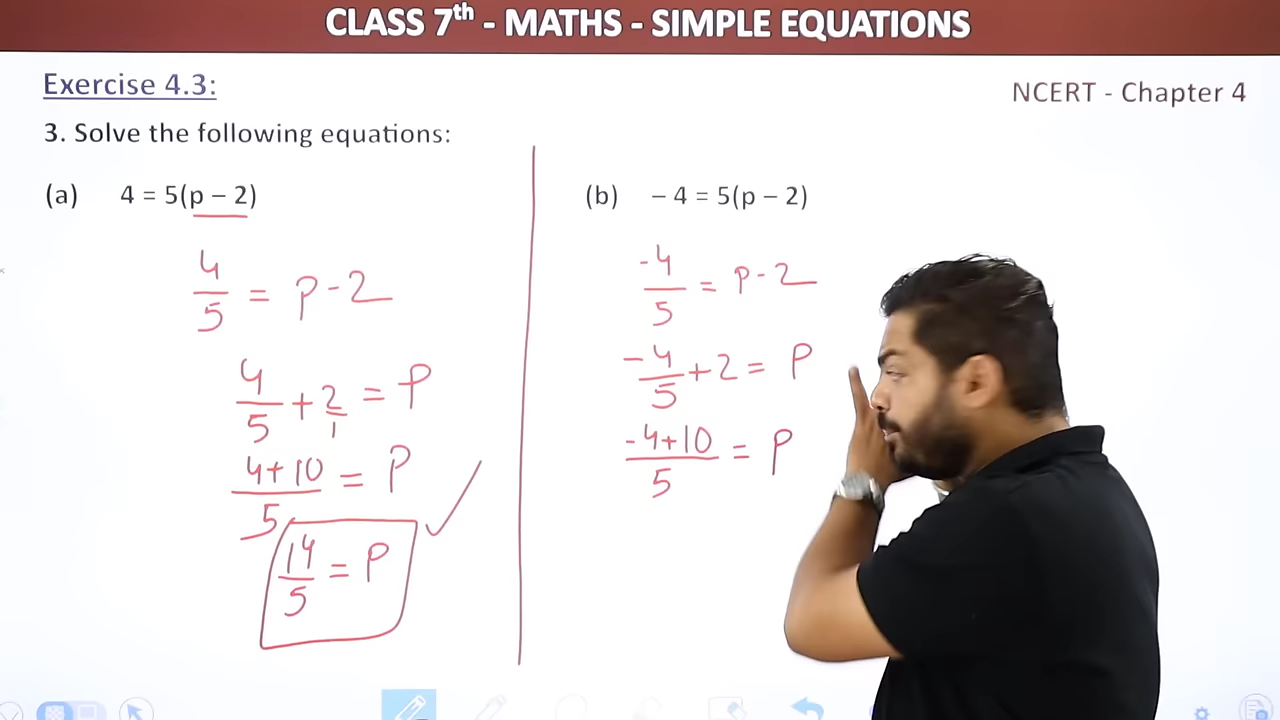 CLASS 7th - MATHS - SIMPLE EQUATIONS
Exercise 4.3:
NCERT - Chapter 4
3. Solve the following equations:
(a) 4 = 5(p – 2)
4/5 = p - 2
4/5 + 2/1 = P
(4+10)/5 = P
14/5 = P
(b) – 4 = 5(p – 2)
-4/5 = p - 2
-4/5 + 2 = P
(-4+10)/5 = P